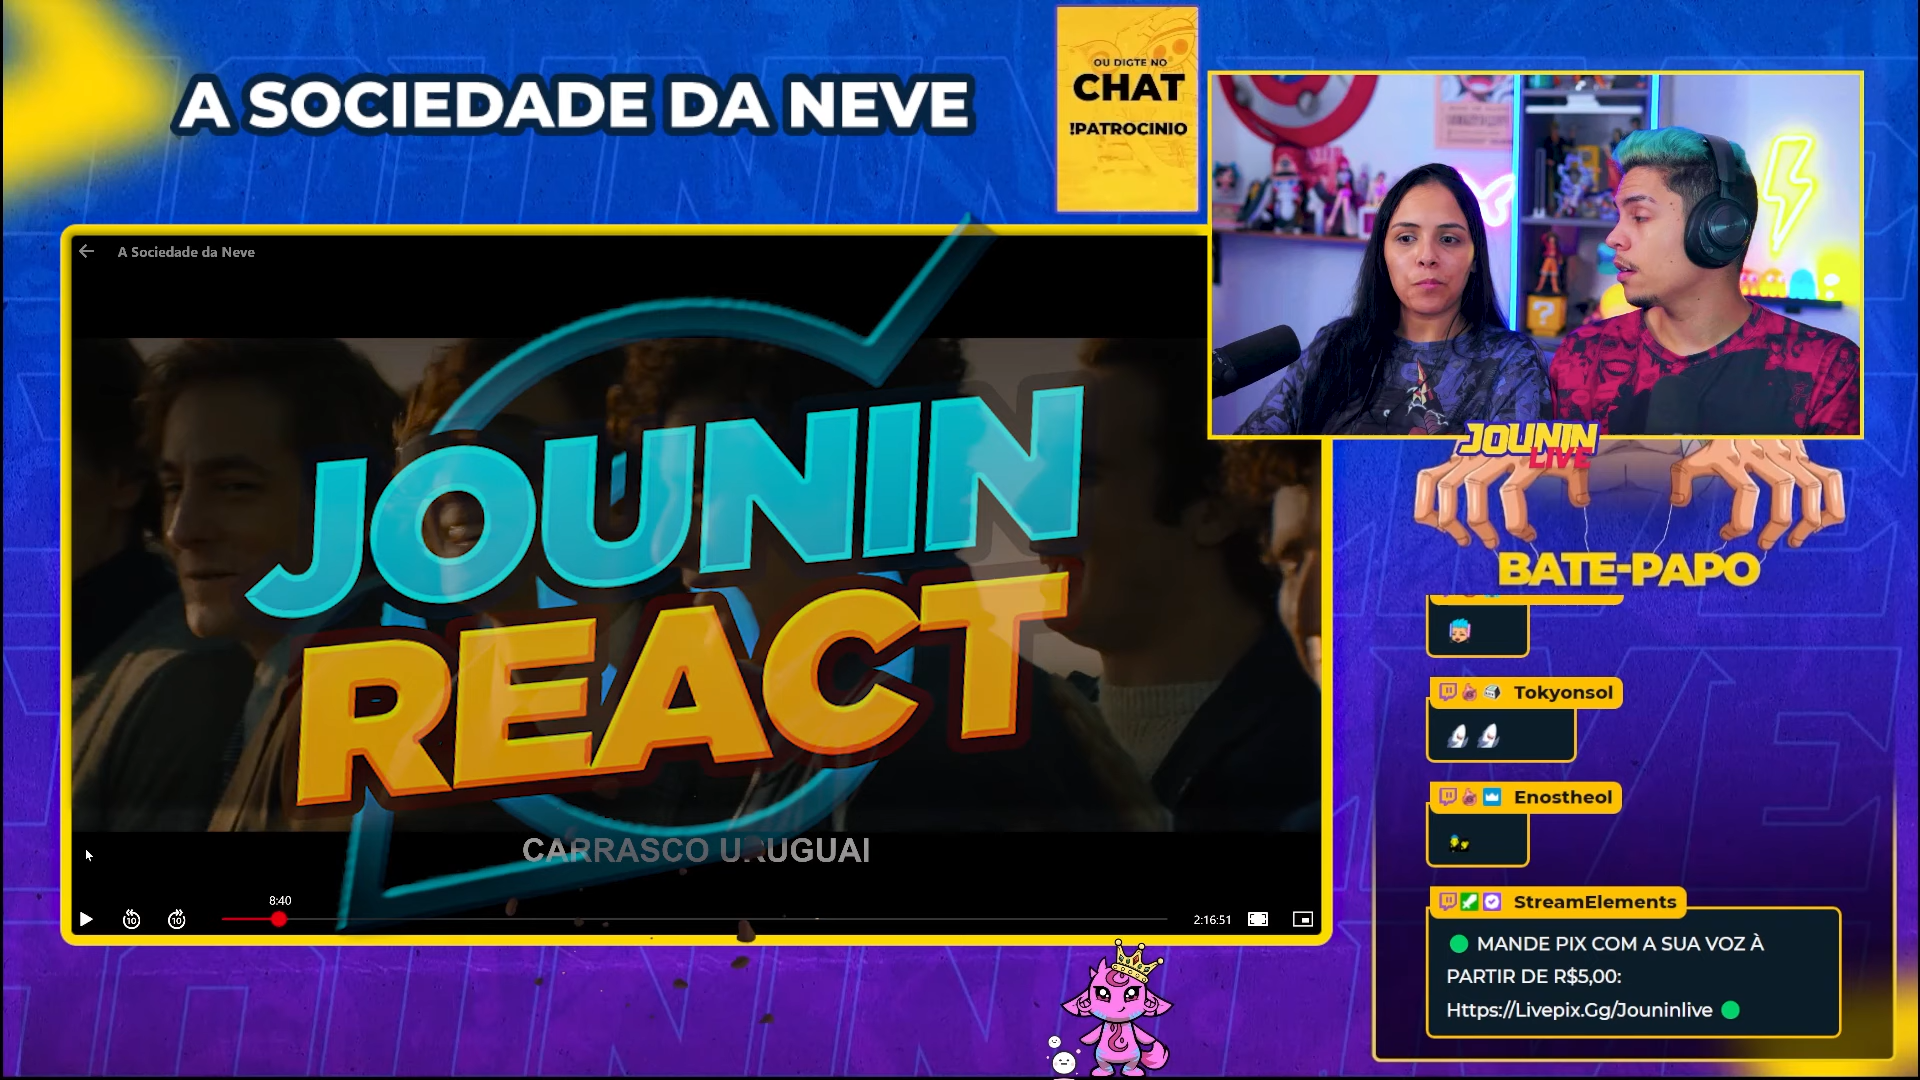 A SOCIEDADE DA NEVE
OU DIGTE NO
CHAT
!PATROCINIO
A Sociedade da Neve
JOUNIN
REACT
CARRASCO URUGUAI
8:40
10
10
2:16:51
JOUNIN
LIVE
BATE-PAPO
Tokyonsol
Enostheol
StreamElements
MANDE PIX COM A SUA VOZ À
PARTIR DE R$5,00:
Https://Livepix.Gg/Jouninlive